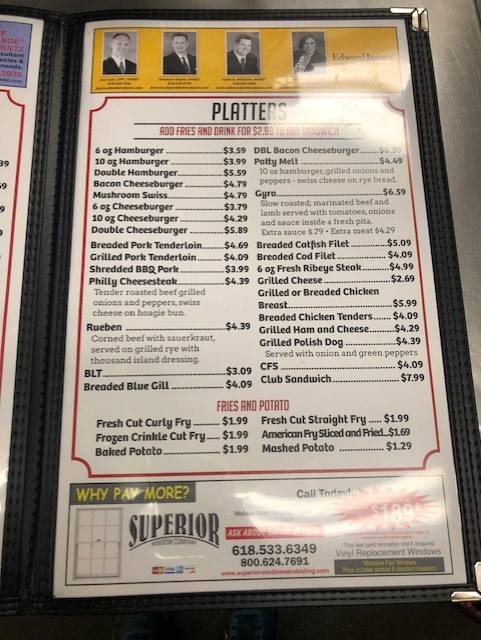 Edward Jones
PLATTERS
ADD FRIES AND DRINK FOR $2.99 TO ANY SANDWICH
6 oz Hamburger $3.59
10 oz Hamburger $3.99
Double Hamburger $5.59
Bacon Cheeseburger $4.79
Mushroom Swiss $4.79
6 oz Cheeseburger $3.79
10 oz Cheeseburger $4.29
Double Cheeseburger $5.89
Breaded Pork Tenderloin $4.69
Grilled Pork Tenderloin $4.09
Shredded BBQ Pork $3.99
Philly Cheesesteak $4.39
Tender roasted beef grilled
onions and peppers, swiss
cheese on hoagie bun.
Rueben $4.39
Corned beef with sauerkraut,
served on grilled rye with
thousand island dressing.
BLT $3.09
Breaded Blue Gill $4.09
DBL Bacon Cheeseburger
Patty Melt $4.49
10 oz hamburger, grilled onions and
peppers - swiss cheese on rye bread.
Gyro $6.59
Slow roasted; marinated beef and
lamb served with tomatoes, onions
and sauce inside a fresh pita.
Extra sauce $.79 • Extra meat $4.29
Breaded Catfish Filet $5.09
Breaded Cod Filet $4.09
6 oz Fresh Ribeye Steak $4.99
Grilled Cheese $2.69
Grilled or Breaded Chicken
Breast $5.99
Breaded Chicken Tenders $4.09
Grilled Ham and Cheese $4.29
Grilled Polish Dog $4.39
Served with onion and green peppers
CFS $4.09
Club Sandwich $7.99
FRIES AND POTATO
Fresh Cut Curly Fry $1.99
Frozen Crinkle Cut Fry $1.99
Baked Potato $1.99
Fresh Cut Straight Fry $1.99
American Fry Sliced and Fried $1.69
Mashed Potato $1.29
WHY PAY MORE?
SUPERIOR
WINDOW COMPANY
Call Today!
ASK ABOUT
$189
618.533.6349
800.624.7691
www.superiorwindowsandsiding.com
Vinyl Replacement Windows